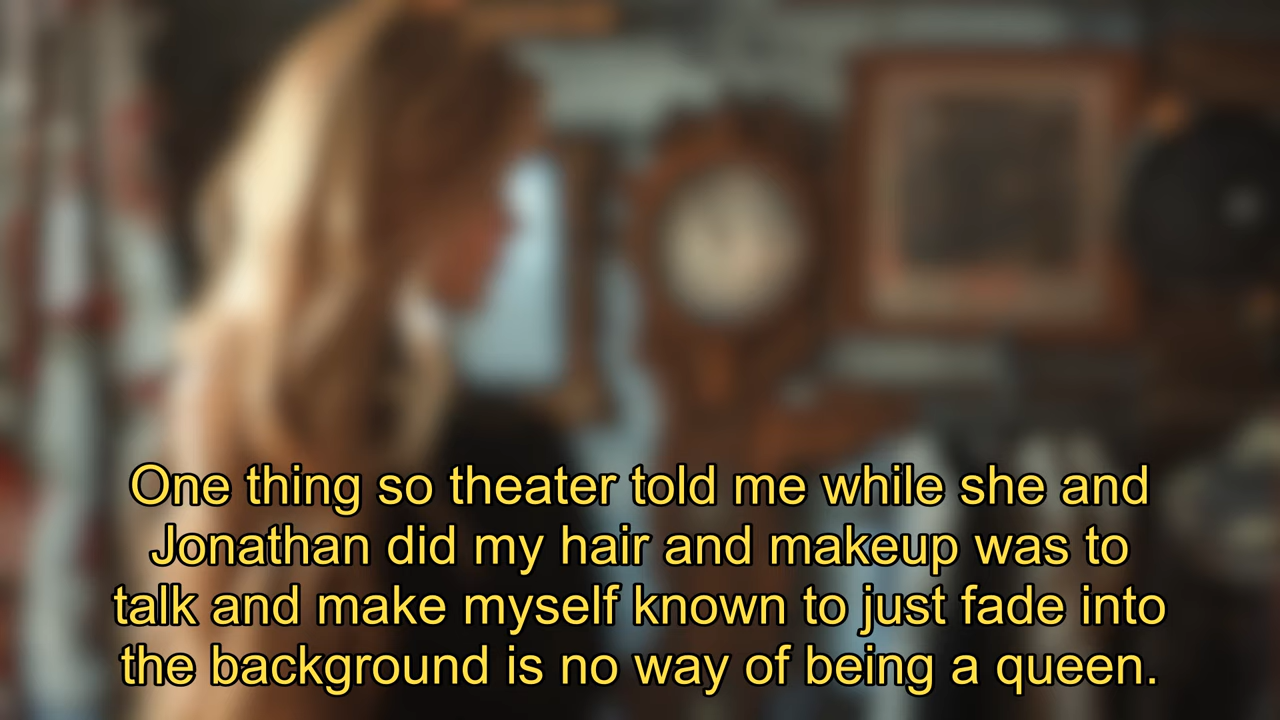 One thing so theater told me while she and
Jonathan did my hair and makeup was to
talk and make myself known to just fade into
the background is no way of being a queen.